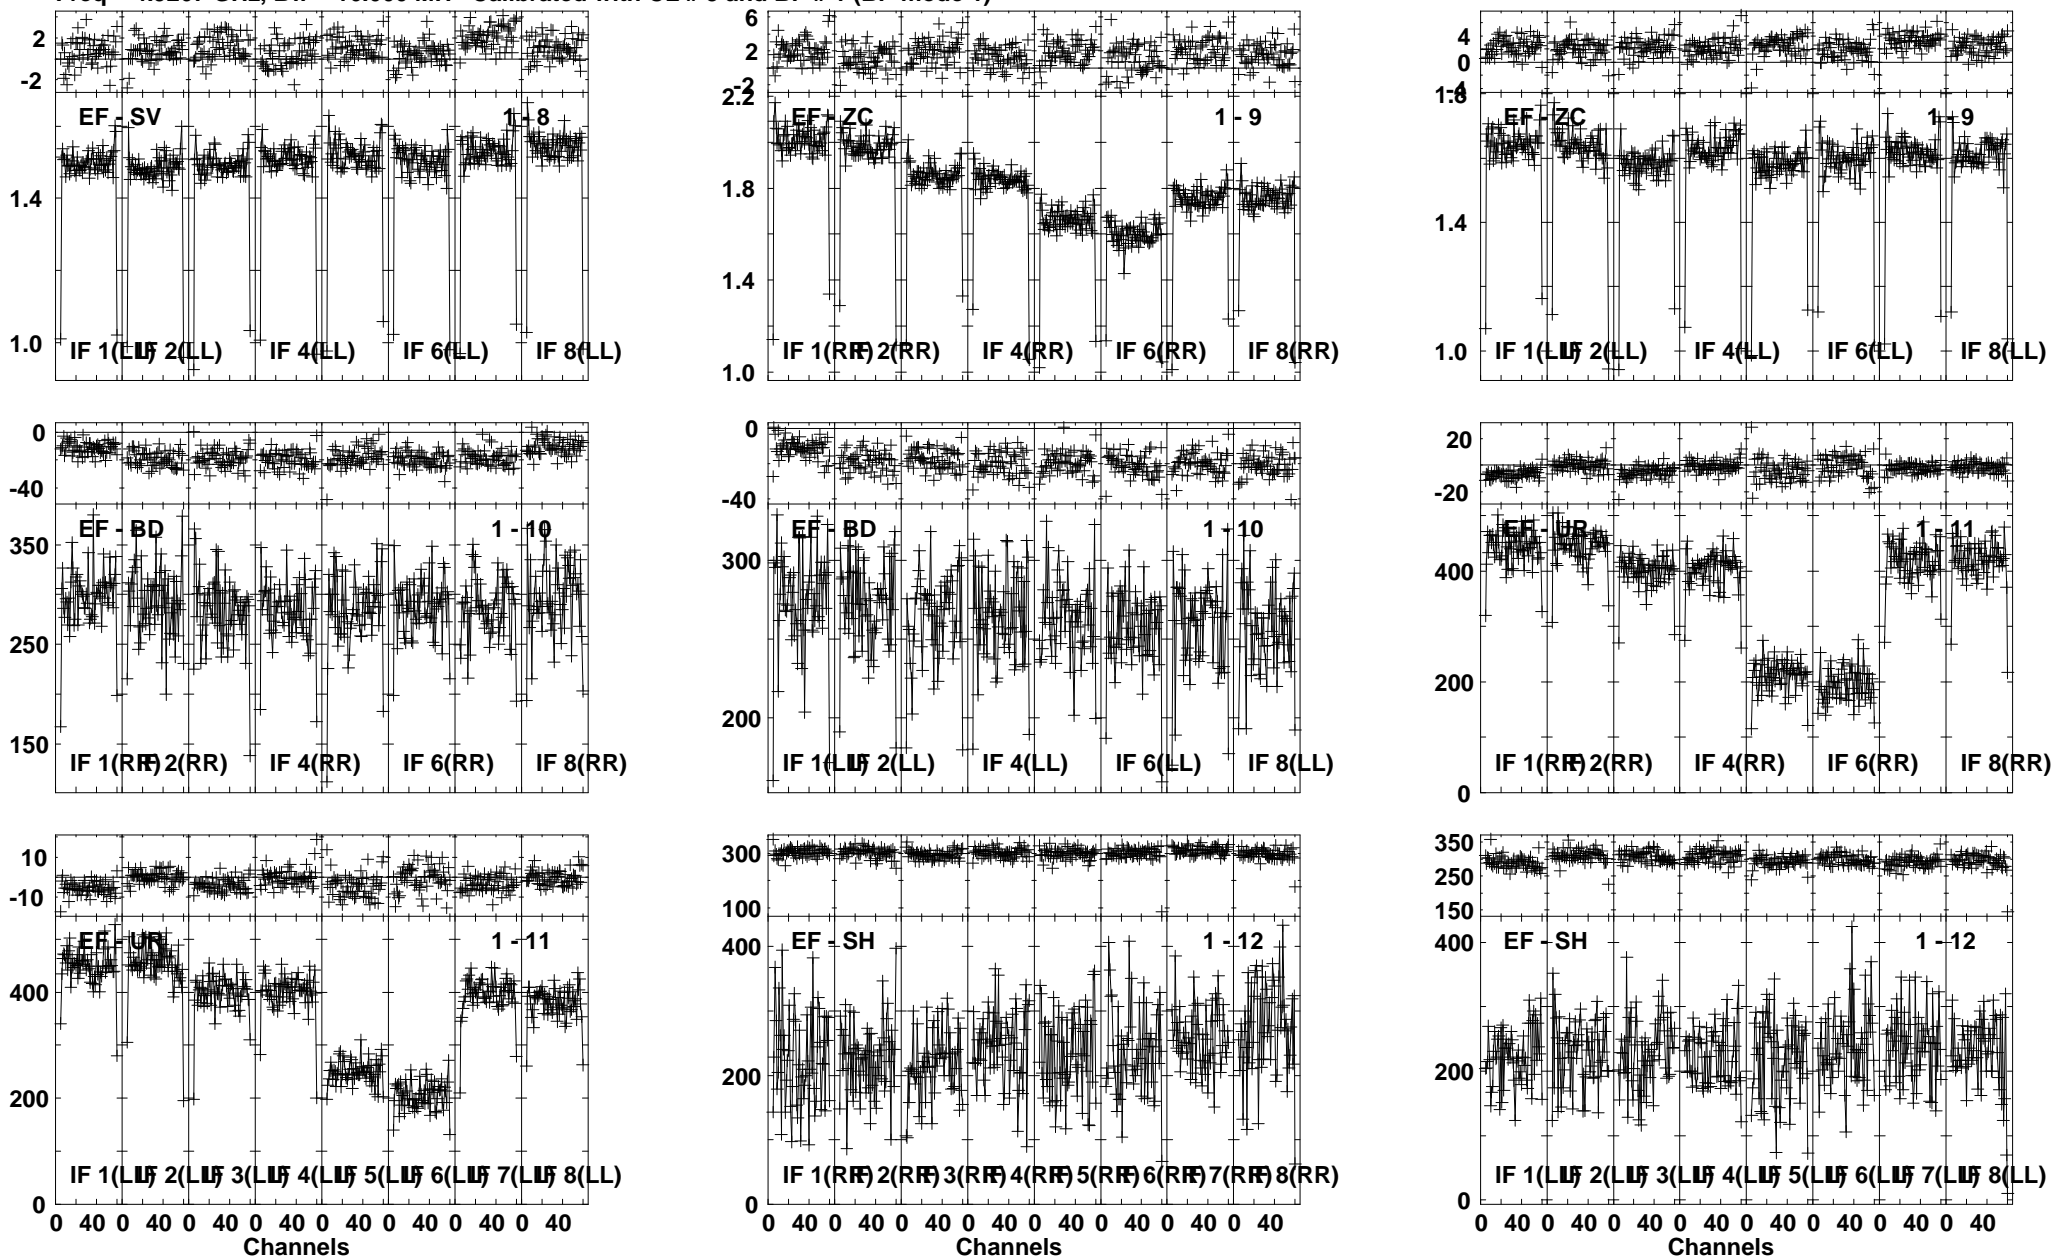 2
-2
EF - SV 1 - 8
1.4
1.0
IF 1(LL) IF 2(LL) IF 4(LL) IF 6(LL) IF 8(LL)
6
2
-2
2.2
EF - ZC 1 - 9
1.8
1.4
1.0
IF 1(RR) IF 2(RR) IF 4(RR) IF 6(RR) IF 8(RR)
4
0
-4
1.8
EF - ZC 1 - 9
1.4
1.0
IF 1(LL) IF 2(LL) IF 4(LL) IF 6(LL) IF 8(LL)
0
-40
EF - BD 1 - 10
350
250
150
IF 1(RR) IF 2(RR) IF 4(RR) IF 6(RR) IF 8(RR)
0
-40
EF - BD 1 - 10
300
200
IF 1(LL) IF 2(LL) IF 4(LL) IF 6(LL) IF 8(LL)
20
-20
EF - UR 1 - 11
400
200
0
IF 1(RR) IF 2(RR) IF 4(RR) IF 6(RR) IF 8(RR)
10
-10
EF - UR 1 - 11
400
200
0
IF 1(LL) IF 2(LL) IF 3(LL) IF 4(LL) IF 5(LL) IF 6(LL) IF 7(LL) IF 8(LL)
0 40 0 40 0 40 0 40 0 40 0 40 0 40 0 40
Channels
300
100
EF - SH 1 - 12
400
200
0
IF 1(RR) IF 2(RR) IF 3(RR) IF 4(RR) IF 5(RR) IF 6(RR) IF 7(RR) IF 8(RR)
0 40 0 40 0 40 0 40 0 40 0 40 0 40 0 40
Channels
350
250
150
EF - SH 1 - 12
400
200
0
IF 1(LL) IF 2(LL) IF 3(LL) IF 4(LL) IF 5(LL) IF 6(LL) IF 7(LL) IF 8(LL)
0 40 0 40 0 40 0 40 0 40 0 40 0 40 0 40
Channels